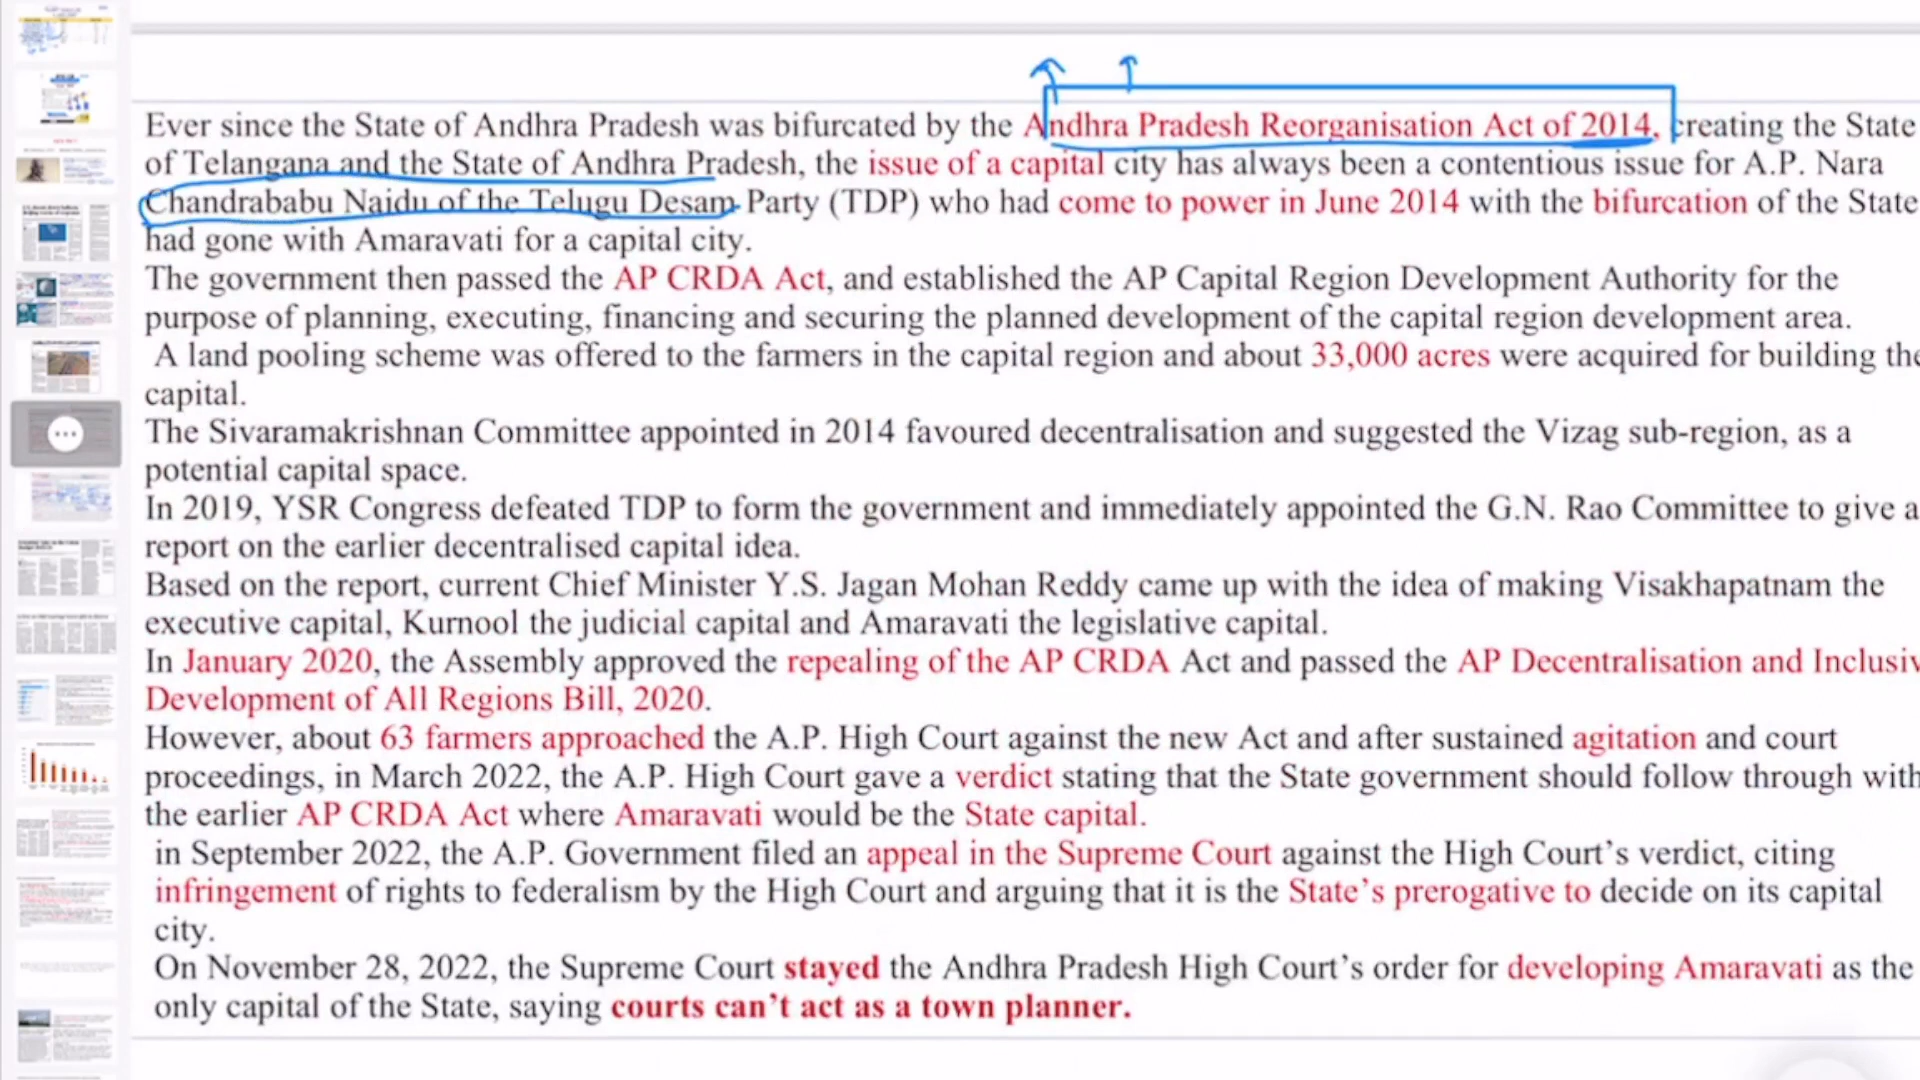 Ever since the State of Andhra Pradesh was bifurcated by the Andhra Pradesh Reorganisation Act of 2014, creating the State
of Telangana and the State of Andhra Pradesh, the issue of a capital city has always been a contentious issue for A.P. Nara
Chandrababu Naidu of the Telugu Desam Party (TDP) who had come to power in June 2014 with the bifurcation of the State
had gone with Amaravati for a capital city.
The government then passed the AP CRDA Act, and established the AP Capital Region Development Authority for the
purpose of planning, executing, financing and securing the planned development of the capital region development area.
A land pooling scheme was offered to the farmers in the capital region and about 33,000 acres were acquired for building the
capital.
The Sivaramakrishnan Committee appointed in 2014 favoured decentralisation and suggested the Vizag sub-region, as a
potential capital space.
In 2019, YSR Congress defeated TDP to form the government and immediately appointed the G.N. Rao Committee to give a
report on the earlier decentralised capital idea.
Based on the report, current Chief Minister Y.S. Jagan Mohan Reddy came up with the idea of making Visakhapatnam the
executive capital, Kurnool the judicial capital and Amaravati the legislative capital.
In January 2020, the Assembly approved the repealing of the AP CRDA Act and passed the AP Decentralisation and Inclusiv
Development of All Regions Bill, 2020.
However, about 63 farmers approached the A.P. High Court against the new Act and after sustained agitation and court
proceedings, in March 2022, the A.P. High Court gave a verdict stating that the State government should follow through with
the earlier AP CRDA Act where Amaravati would be the State capital.
in September 2022, the A.P. Government filed an appeal in the Supreme Court against the High Court’s verdict, citing
infringement of rights to federalism by the High Court and arguing that it is the State’s prerogative to decide on its capital
city.
On November 28, 2022, the Supreme Court stayed the Andhra Pradesh High Court’s order for developing Amaravati as the
only capital of the State, saying courts can’t act as a town planner.